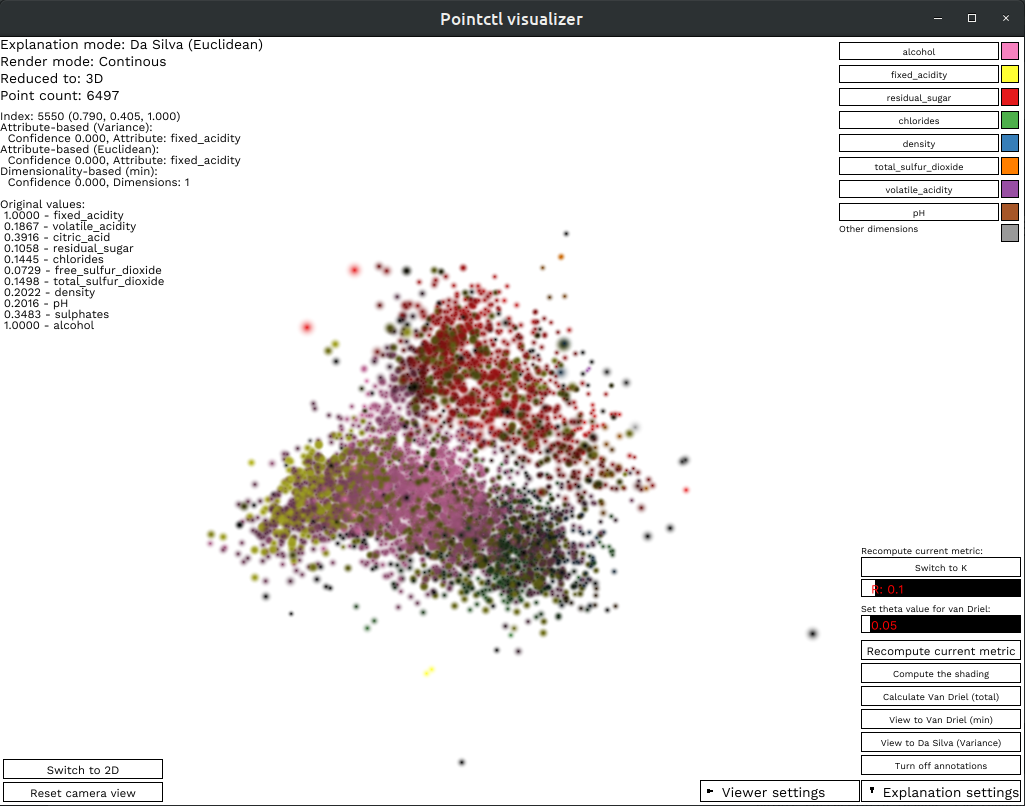 Pointctl visualizer
Explanation mode: Da Silva (Euclidean)
Render mode: Continous
Reduced to: 3D
Point count: 6497
Index: 5550 (0.790, 0.405, 1.000)
Attribute-based (Variance):
Confidence 0.000, Attribute: fixed_acidity
Attribute-based (Euclidean):
Confidence 0.000, Attribute: fixed_acidity
Dimensionality-based (min):
Confidence 0.000, Dimensions: 1
Original values:
1.0000 - fixed_acidity
0.1867 - volatile_acidity
0.3916 - citric_acid
0.1058 - residual_sugar
0.1445 - chlorides
0.0729 - free_sulfur_dioxide
0.1498 - total_sulfur_dioxide
0.2022 - density
0.2016 - pH
0.3483 - sulphates
1.0000 - alcohol
alcohol
fixed_acidity
residual_sugar
chlorides
density
total_sulfur_dioxide
volatile_acidity
pH
Other dimensions
Recompute current metric:
Switch to K
R: 0.1
Set theta value for van Driel:
0.05
Recompute current metric
Compute the shading
Calculate Van Driel (total)
View to Van Driel (min)
View to Da Silva (Variance)
Turn off annotations
Switch to 2D
Reset camera view
Viewer settings
Explanation settings